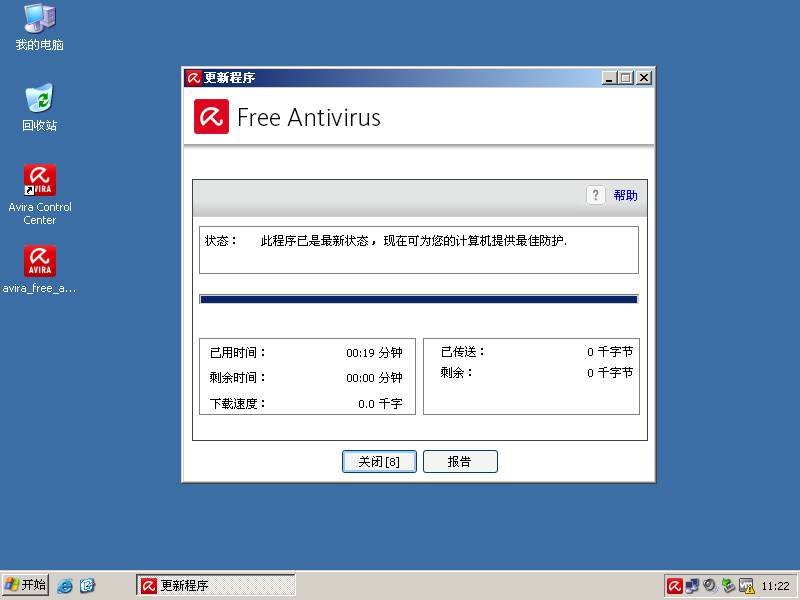 我的电脑
回收站
Avira Control
Center
AVIRA
avira_free_a...
更新程序
Free Antivirus
? 帮助
状态： 此程序已是最新状态，现在可为您的计算机提供最佳防护.
已用时间： 00:19 分钟
剩余时间： 00:00 分钟
下载速度： 0.0 千字
已传送： 0 千字节
剩余： 0 千字节
关闭[8]
报告
开始
更新程序
11:22